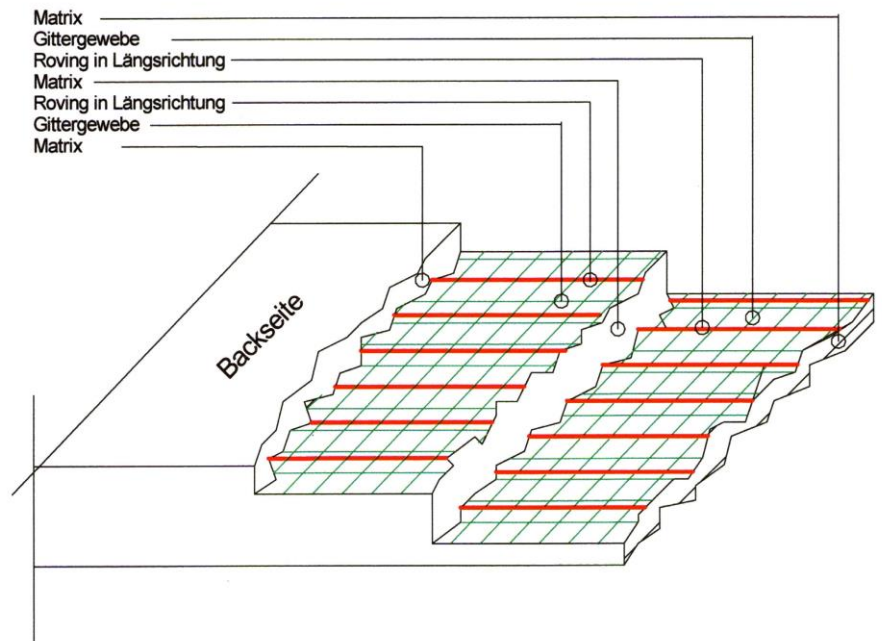 Matrix
Gittergewebe
Roving in Längsrichtung
Matrix
Roving in Längsrichtung
Gittergewebe
Matrix
Backseite